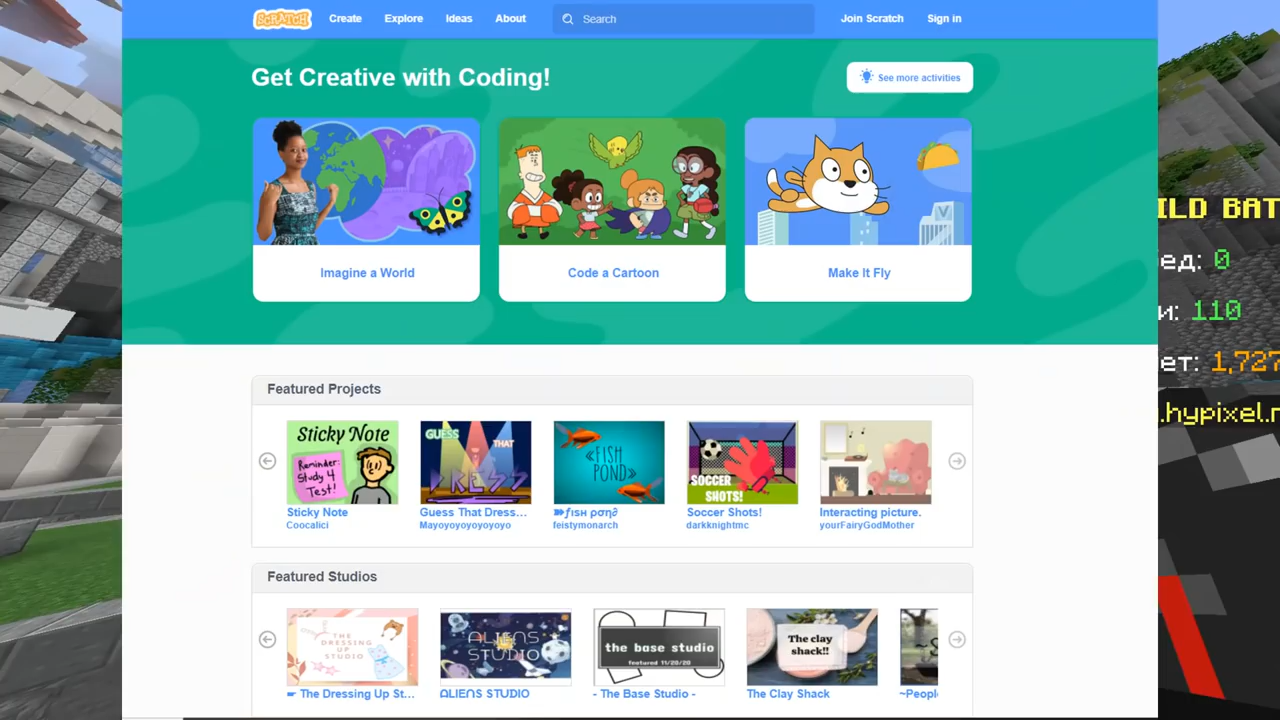 SCRATCH Create Explore Ideas About Search Join Scratch Sign in
Get Creative with Coding!
See more activities
Imagine a World Code a Cartoon Make It Fly
ILD BAT
ед: 0
и: 110
ет: 1,727
.hypixel.n
Featured Projects
Sticky Note
Reminder:
Study 4
Test!
GUESS THAT
DRESS
«FISH
POND»
SOCCER
SHOTS!
Sticky Note Guess That Dress... ➽ƒιѕн ρση∂ Soccer Shots! Interacting picture.
Coocalici Mayoyoyoyoyoyo feistymonarch darkknightmc yourFairyGodMother
Featured Studios
THE
DRESSING
UP
STUDIO
ALIENS
STUDIO
the base studio
featured 11/20/20
The clay
shack!!
☛ The Dressing Up St... ALIENS STUDIO - The Base Studio - The Clay Shack ~Peopl